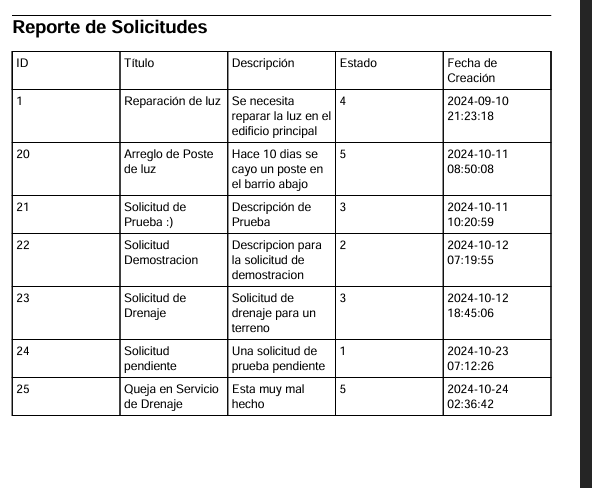 Reporte de Solicitudes
ID Título Descripción Estado Fecha de
Creación
1 Reparación de luz Se necesita 4 2024-09-10
reparar la luz en el 21:23:18
edificio principal
20 Arreglo de Poste Hace 10 dias se 5 2024-10-11
de luz cayo un poste en 08:50:08
el barrio abajo
21 Solicitud de Descripción de 3 2024-10-11
Prueba :) Prueba 10:20:59
22 Solicitud Descripcion para 2 2024-10-12
Demostracion la solicitud de 07:19:55
demostracion
23 Solicitud de Solicitud de 3 2024-10-12
Drenaje drenaje para un 18:45:06
terreno
24 Solicitud Una solicitud de 1 2024-10-23
pendiente prueba pendiente 07:12:26
25 Queja en Servicio Esta muy mal 5 2024-10-24
de Drenaje hecho 02:36:42